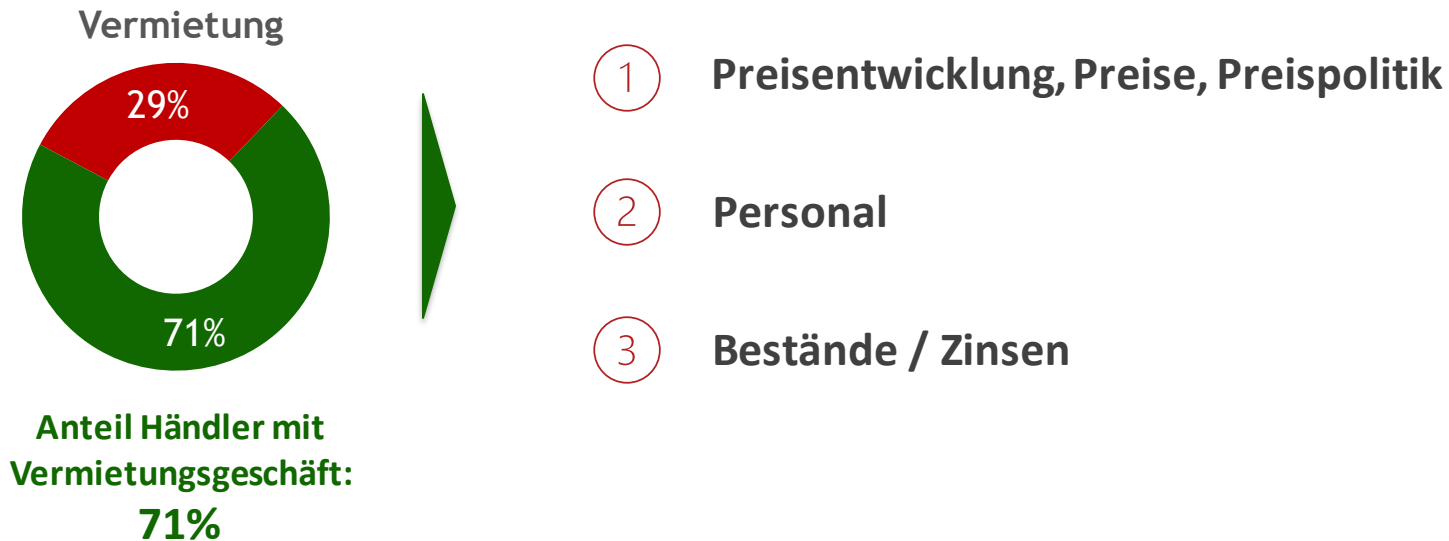 Vermietung
29%
71%
Anteil Händler mit
Vermietungsgeschäft:
71%
1 Preisentwicklung, Preise, Preispolitik
2 Personal
3 Bestände / Zinsen